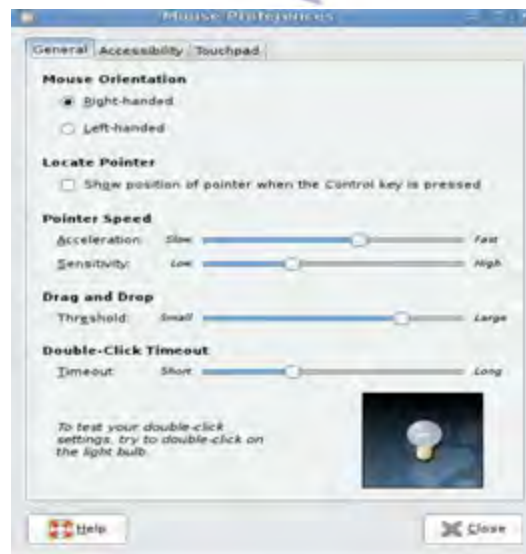 Mouse Preferences
General Accessibility Touchpad
Mouse Orientation
Right-handed
Left-handed
Locate Pointer
Show position of pointer when the Control key is pressed
Pointer Speed
Acceleration: Slow Fast
Sensitivity: Low High
Drag and Drop
Threshold: Small Large
Double-Click Timeout
Timeout: Short Long
To test your double-click
settings, try to double-click on
the light bulb.
Help Close